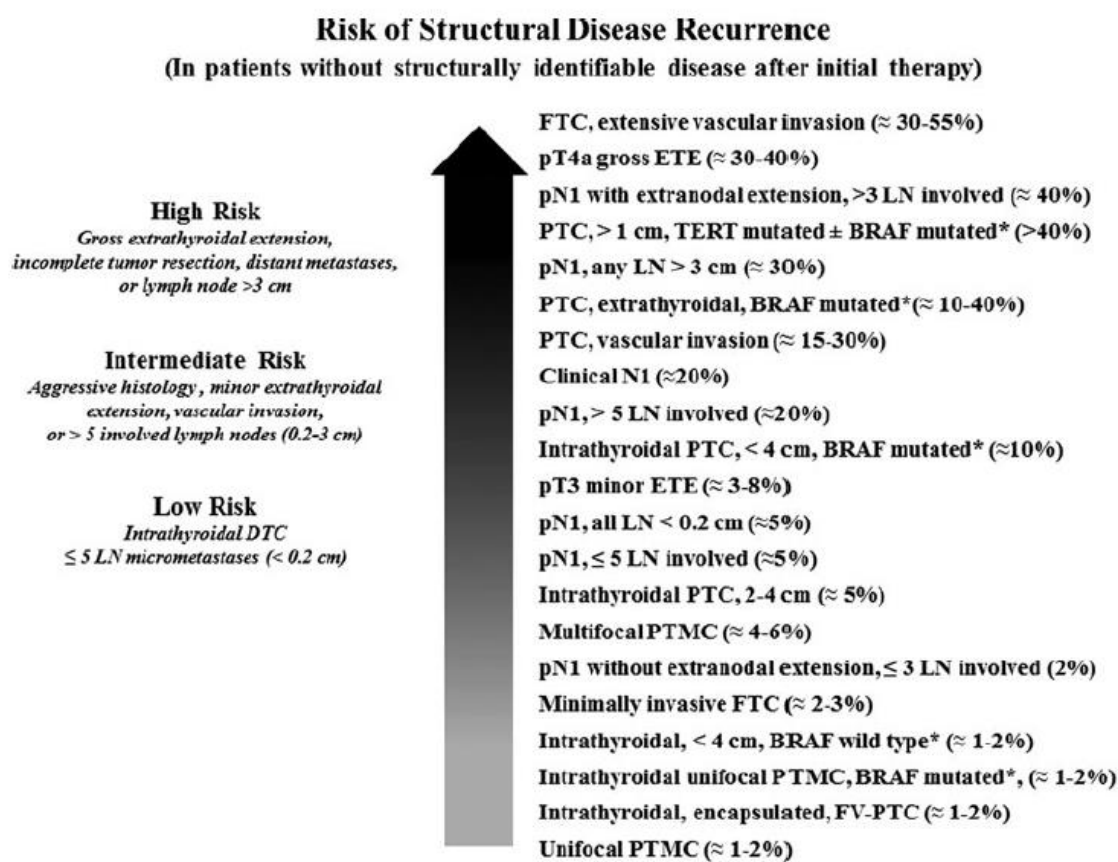 Risk of Structural Disease Recurrence
(In patients without structurally identifiable disease after initial therapy)
High Risk
Gross extrathyroidal extension,
incomplete tumor resection, distant metastases,
or lymph node >3 cm
Intermediate Risk
Aggressive histology, minor extrathyroidal
extension, vascular invasion,
or > 5 involved lymph nodes (0.2-3 cm)
Low Risk
Intrathyroidal DTC
≤ 5 LN micrometastases (< 0.2 cm)
FTC, extensive vascular invasion (≈ 30-55%)
pT4a gross ETE (≈ 30-40%)
pN1 with extranodal extension, >3 LN involved (≈ 40%)
PTC, > 1 cm, TERT mutated ± BRAF mutated* (>40%)
pN1, any LN > 3 cm (≈ 30%)
PTC, extrathyroidal, BRAF mutated*(≈ 10-40%)
PTC, vascular invasion (≈ 15-30%)
Clinical N1 (≈20%)
pN1, > 5 LN involved (≈20%)
Intrathyroidal PTC, < 4 cm, BRAF mutated* (≈10%)
pT3 minor ETE (≈ 3-8%)
pN1, all LN < 0.2 cm (≈5%)
pN1, ≤ 5 LN involved (≈5%)
Intrathyroidal PTC, 2-4 cm (≈ 5%)
Multifocal PTMC (≈ 4-6%)
pN1 without extranodal extension, ≤ 3 LN involved (2%)
Minimally invasive FTC (≈ 2-3%)
Intrathyroidal, < 4 cm, BRAF wild type* (≈ 1-2%)
Intrathyroidal unifocal PTMC, BRAF mutated*, (≈ 1-2%)
Intrathyroidal, encapsulated, FV-PTC (≈ 1-2%)
Unifocal PTMC (≈ 1-2%)